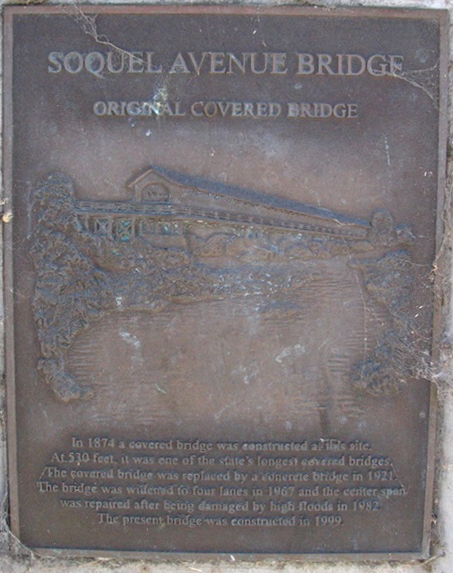 SOQUEL AVENUE BRIDGE
ORIGINAL COVERED BRIDGE
In 1874 a covered bridge was constructed at this site.
At 530 feet, it was one of the state's longest covered bridges.
The covered bridge was replaced by a concrete bridge in 1921.
The bridge was widened to four lanes in 1967 and the center span
was repaired after being damaged by high floods in 1982.
The present bridge was constructed in 1999.